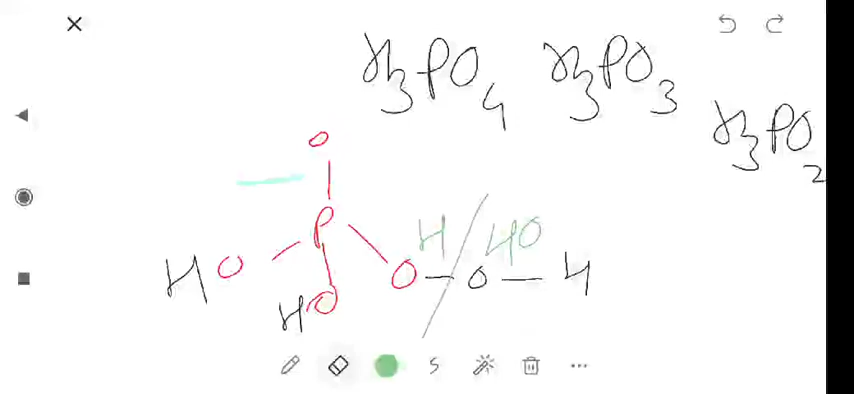 H3PO4 H3PO3
H3PO2
O
P H HO
HO O O H
HO